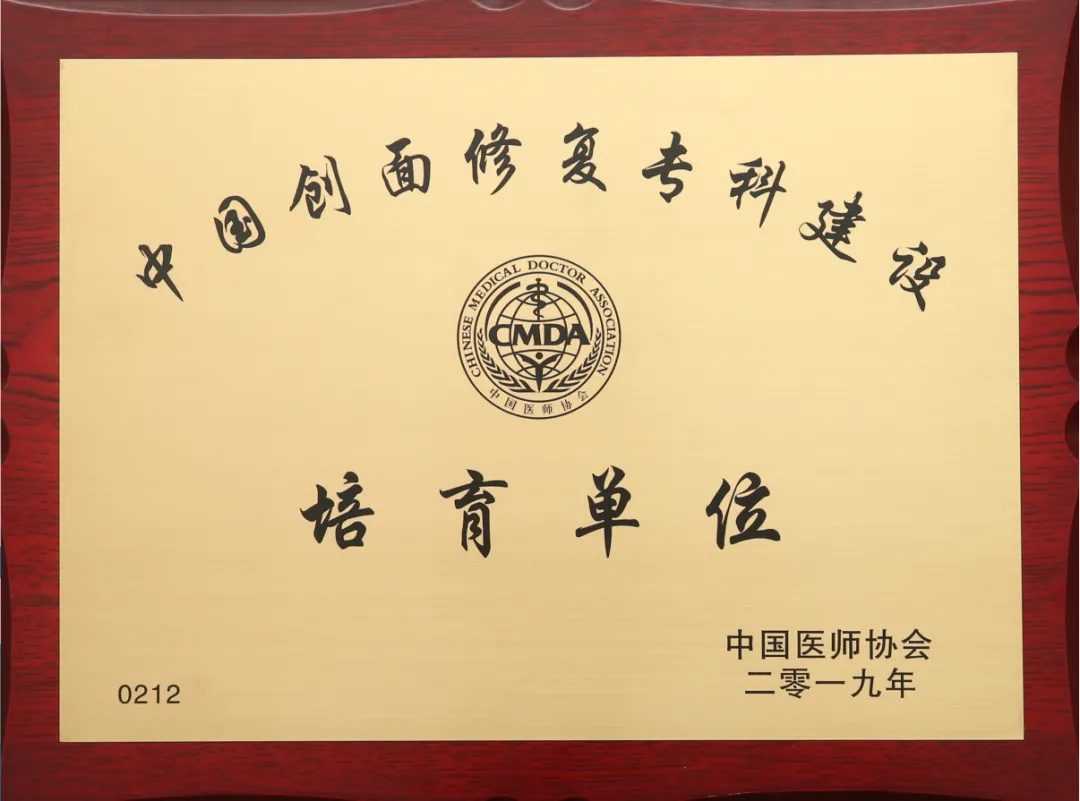 中国创面修复专科建设
CHINESE MEDICAL DOCTOR ASSOCIATION
CMDA
中国医师协会
培育单位
中国医师协会
二零一九年
0212